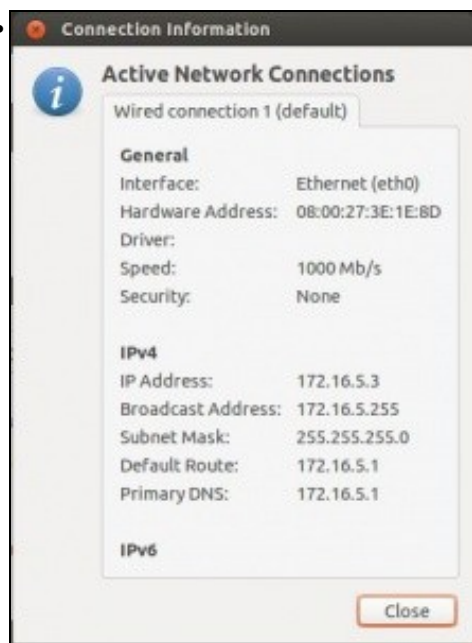 Connection Information
Active Network Connections
Wired connection 1 (default)
General
Interface: Ethernet (eth0)
Hardware Address: 08:00:27:3E:1E:8D
Driver:
Speed: 1000 Mb/s
Security: None
IPv4
IP Address: 172.16.5.3
Broadcast Address: 172.16.5.255
Subnet Mask: 255.255.255.0
Default Route: 172.16.5.1
Primary DNS: 172.16.5.1
IPv6
Close